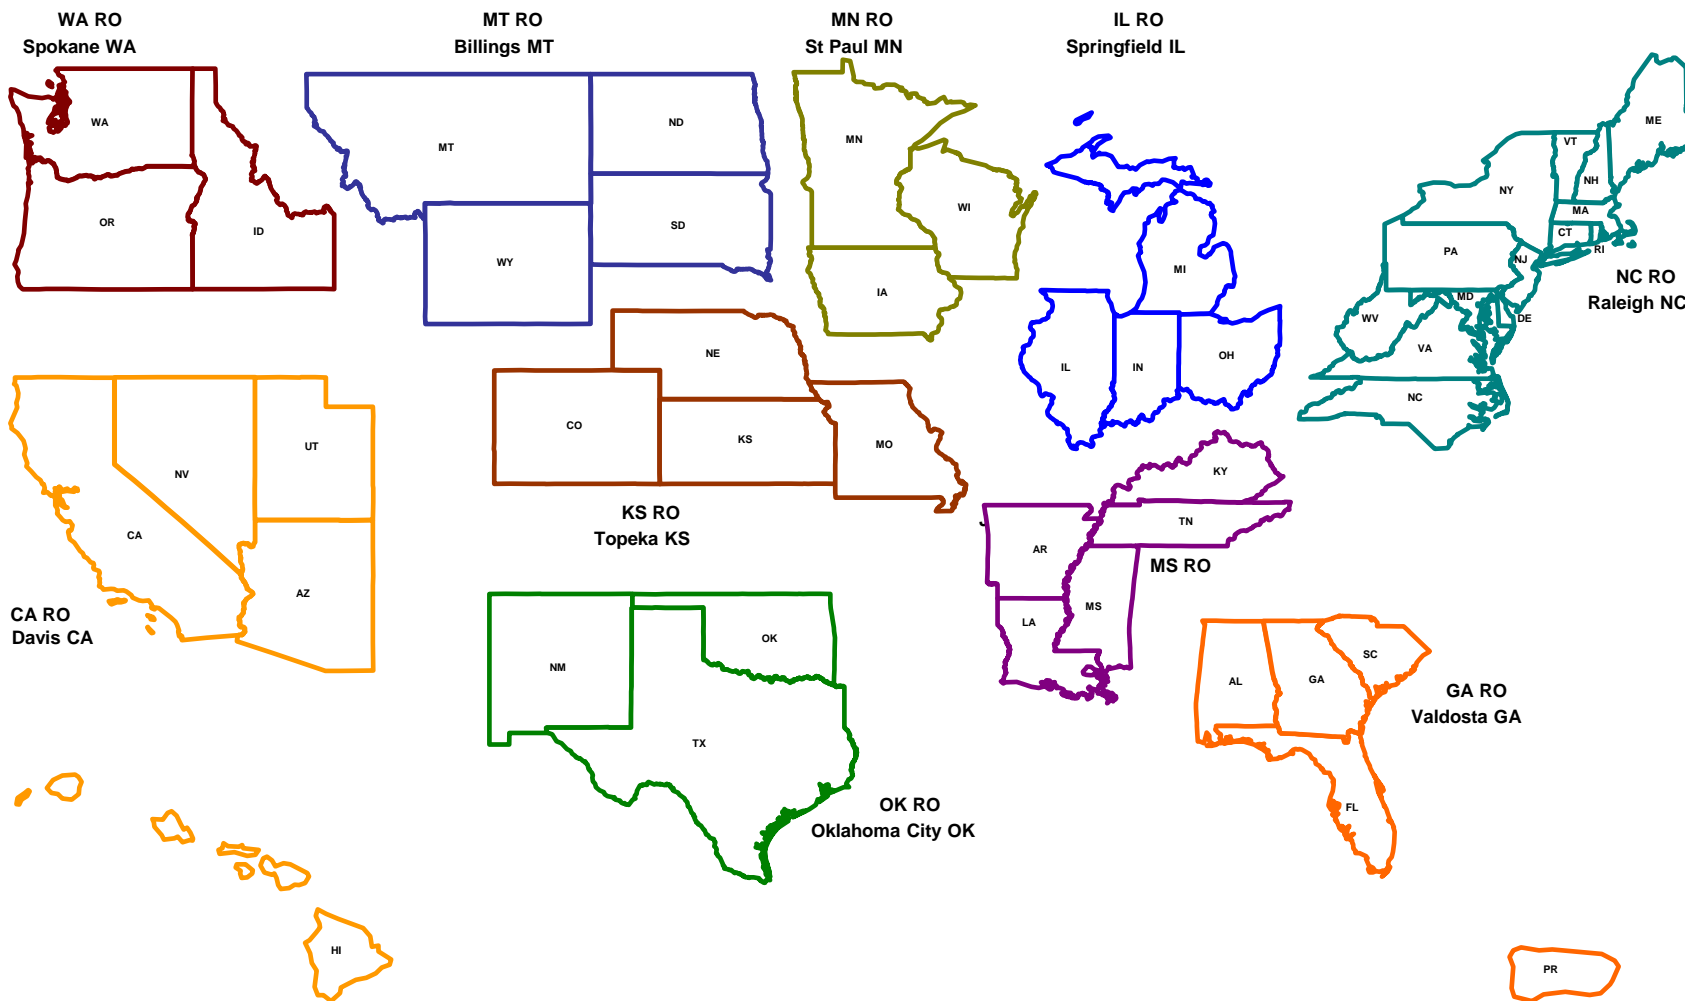 WA RO
Spokane WA
MT RO
Billings MT
MN RO
St Paul MN
IL RO
Springfield IL
WA
OR
ID
MT
ND
SD
WY
MN
WI
IA
MI
IL
IN
OH
ME
VT
NH
NY
MA
CT
RI
PA
NJ
MD
DE
WV
VA
NC
NC RO
Raleigh NC
NE
CO
KS
MO
KS RO
Topeka KS
UT
NV
CA
AZ
CA RO
Davis CA
HI
KY
TN
AR
MS
LA
MS RO
OK
NM
TX
OK RO
Oklahoma City OK
SC
AL
GA
FL
GA RO
Valdosta GA
PR